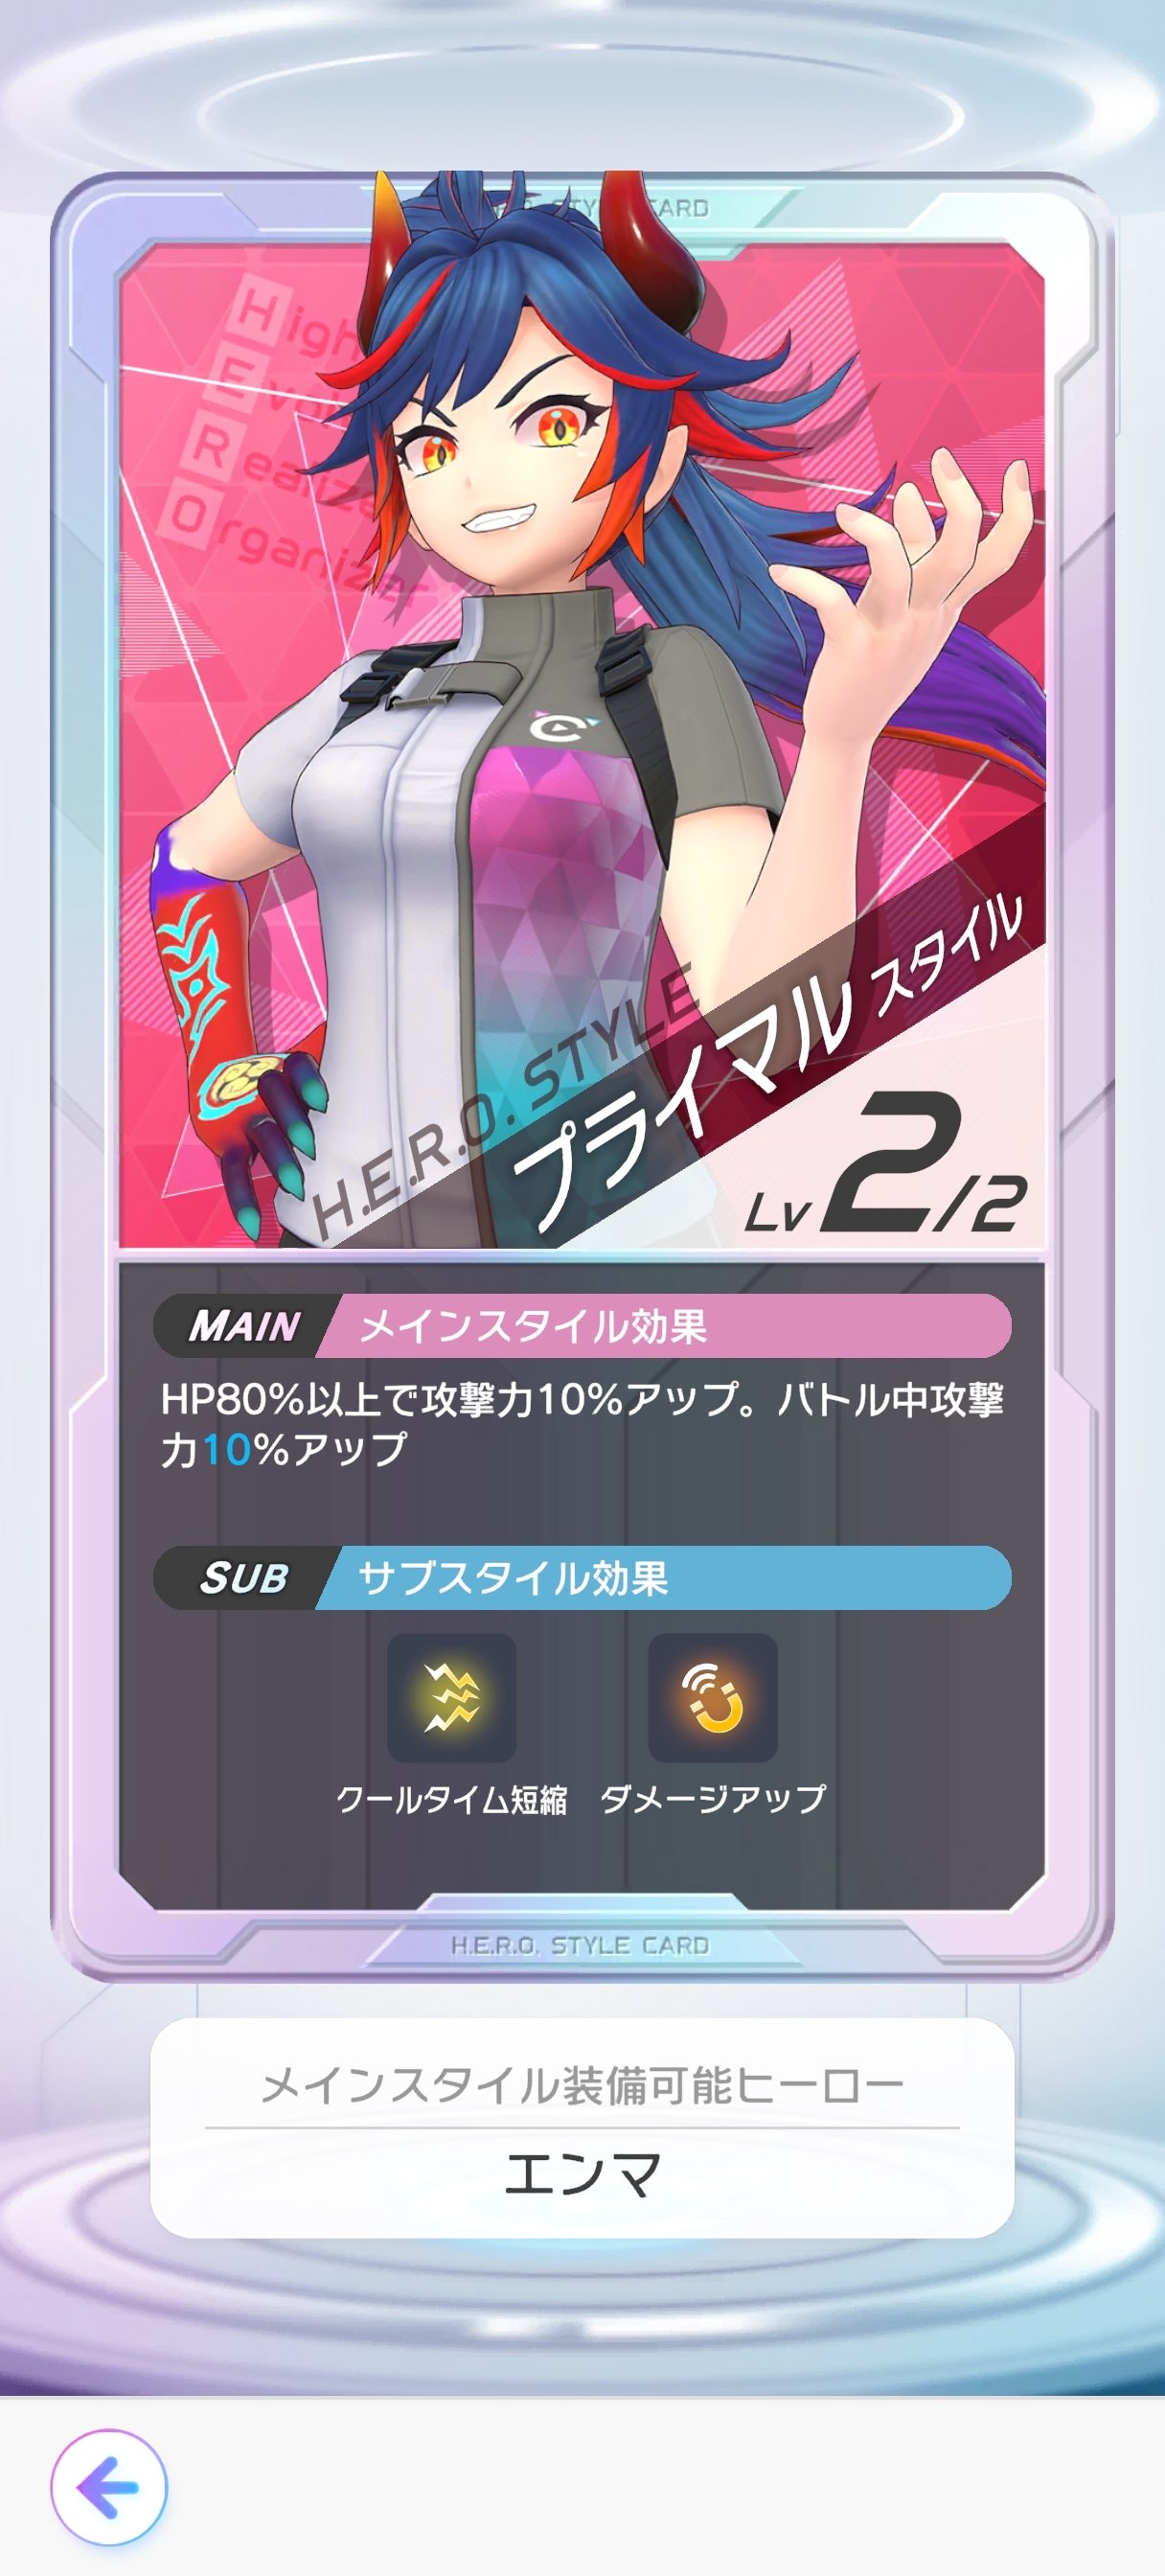 STYLE CARD
High
E
Realize
Organizer
H.E.R.O. STYLE
プライマル スタイル
Lv 2/2
MAIN メインスタイル効果
HP80%以上で攻撃力10%アップ。バトル中攻撃
力10%アップ
SUB サブスタイル効果
クールタイム短縮 ダメージアップ
H.E.R.O. STYLE CARD
メインスタイル装備可能ヒーロー
エンマ